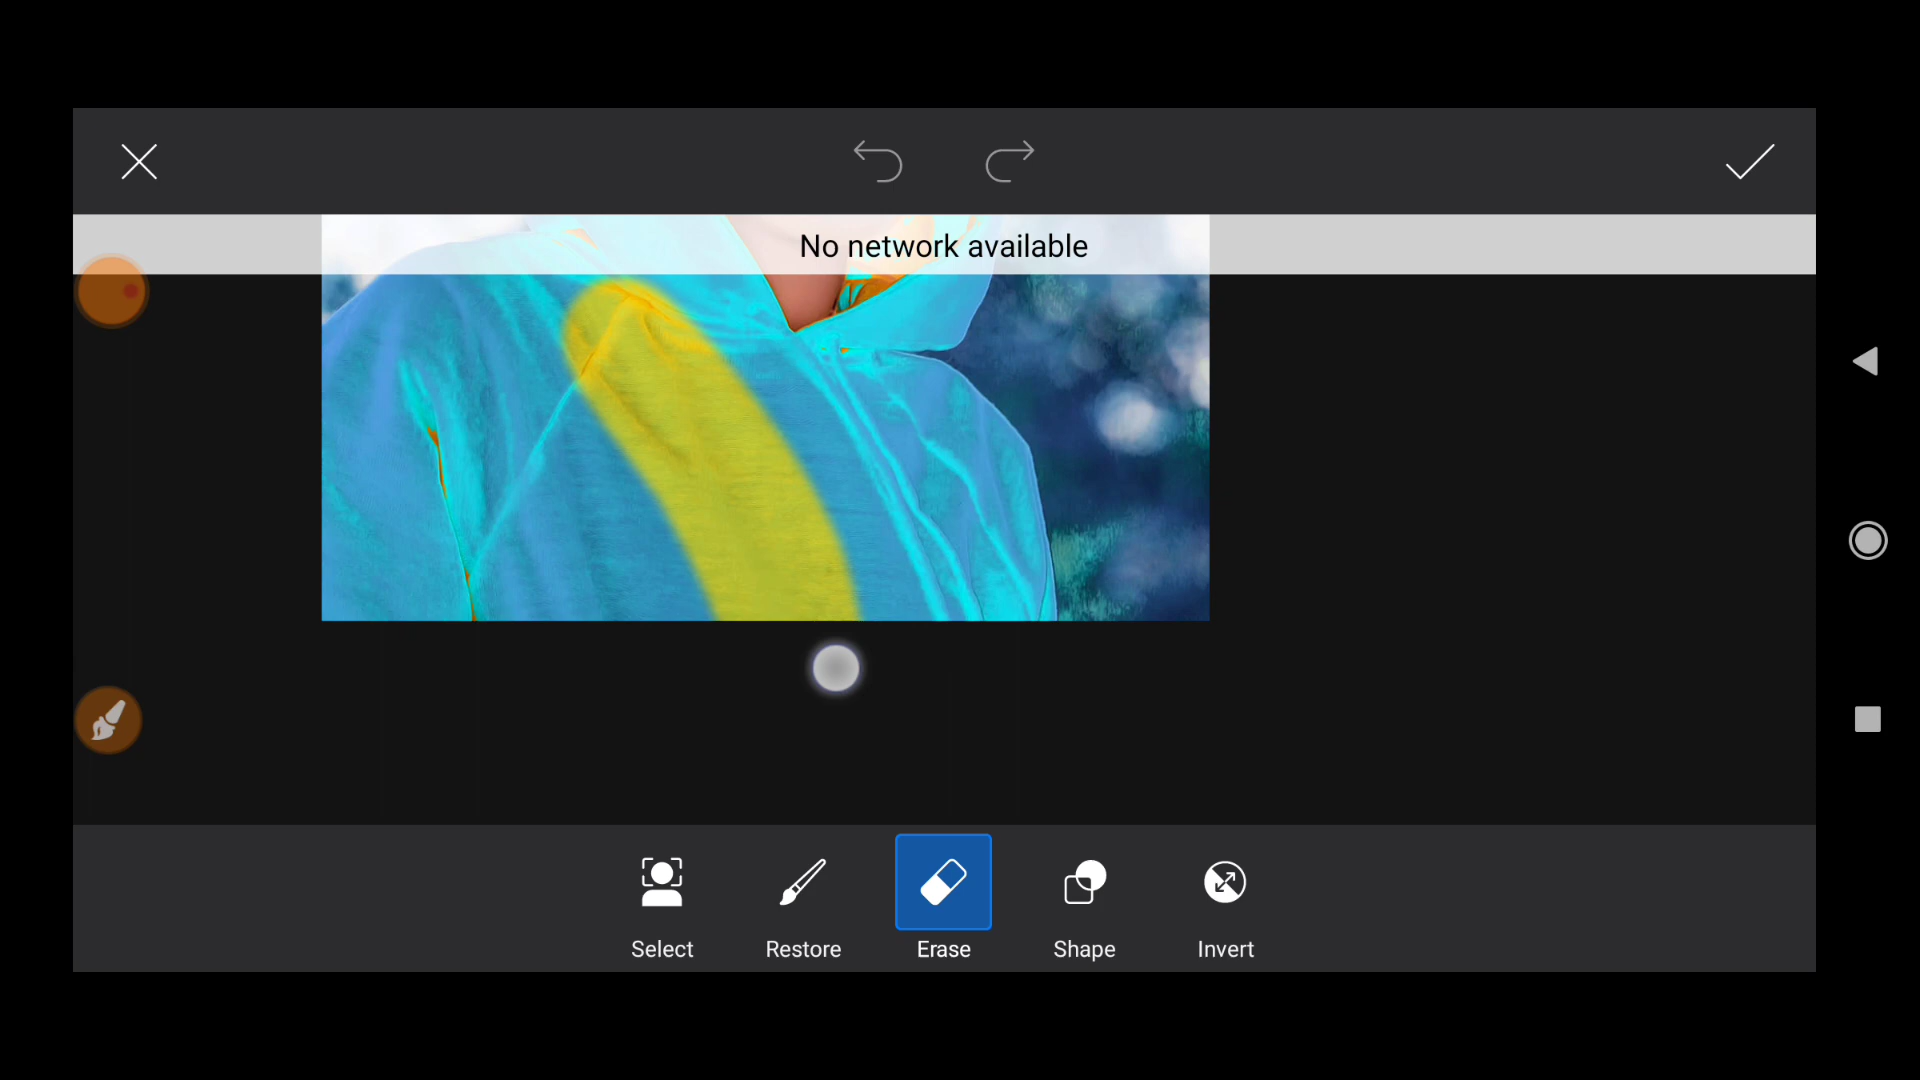 No network available
Select
Restore
Erase
Shape
Invert